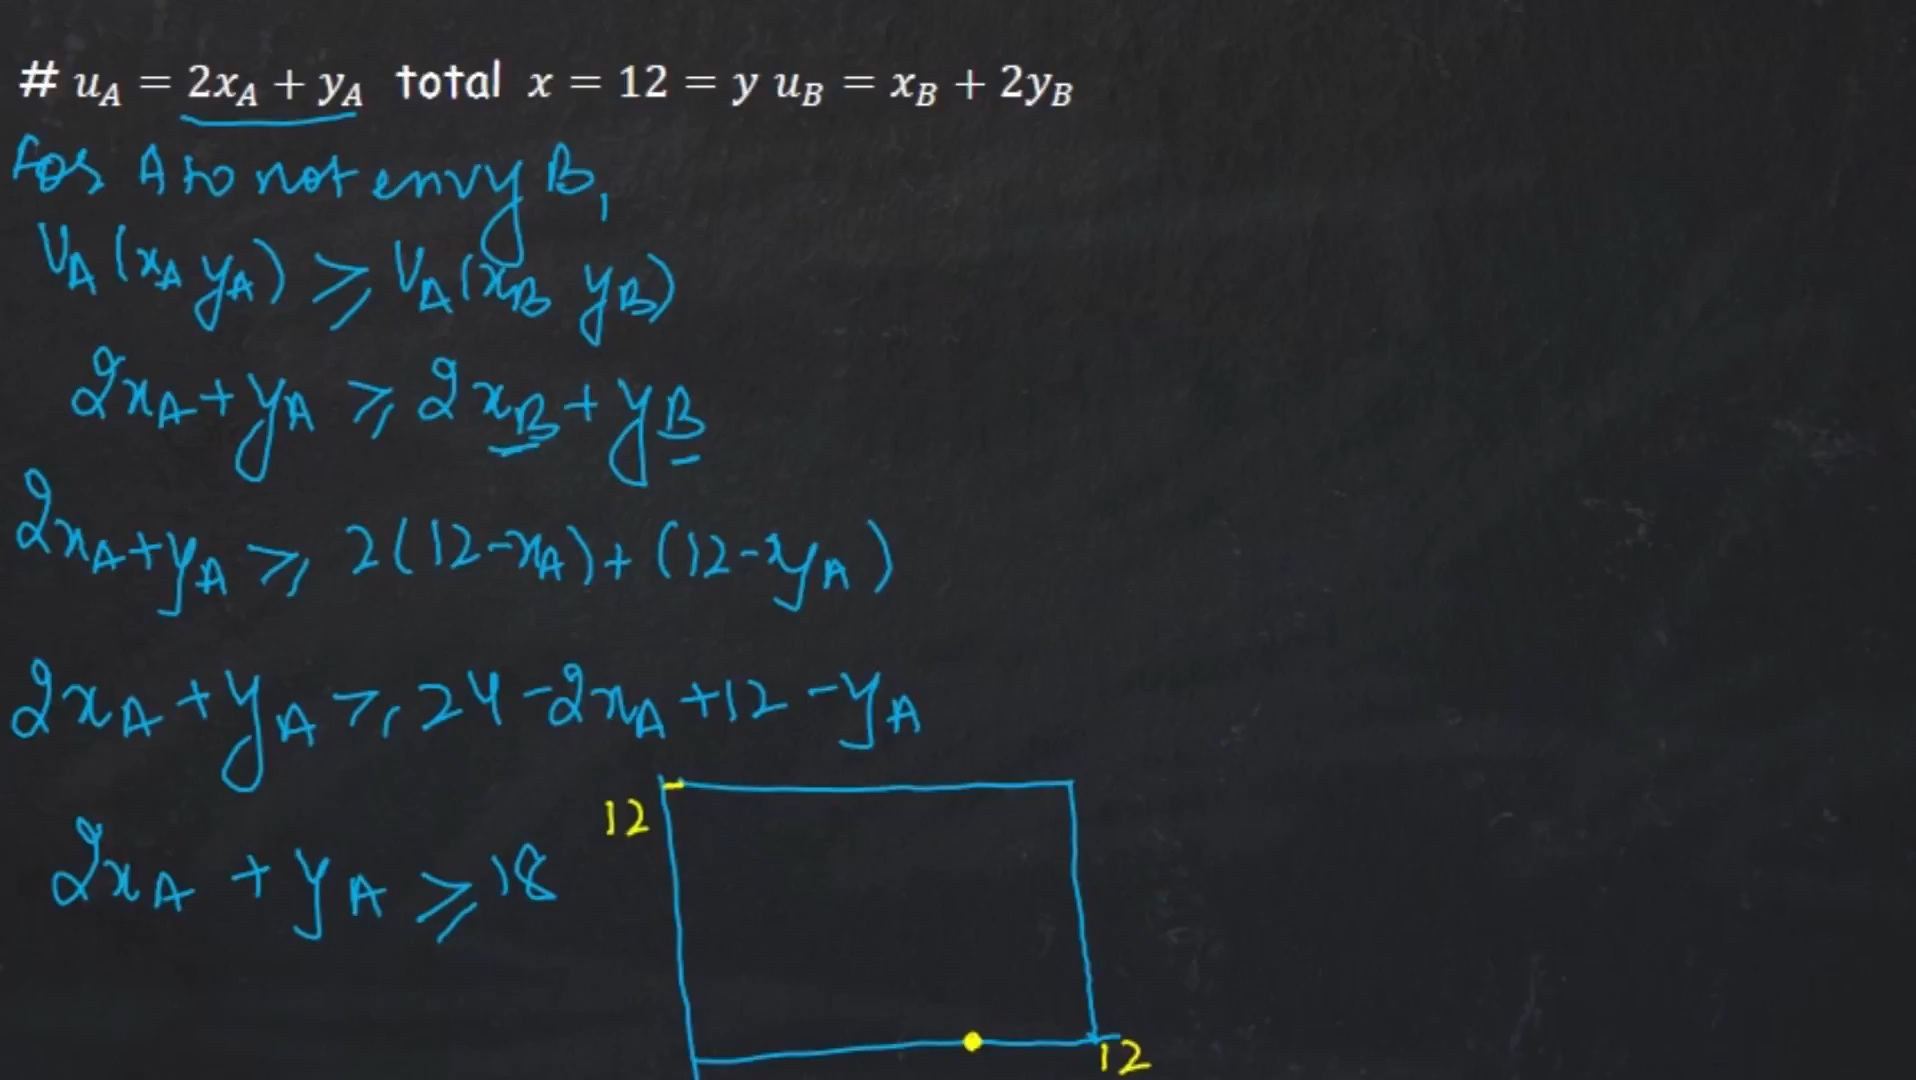 # u_A = 2x_A + y_A total x = 12 = y u_B = x_B + 2y_B
For A to not envy B,
U_A (x_A y_A) ≥ U_A (x_B y_B)
2x_A + y_A ≥ 2x_B + y_B
2x_A + y_A ≥ 2(12-x_A) + (12-y_A)
2x_A + y_A ≥ 24 - 2x_A + 12 - y_A
12
2x_A + y_A ≥ 18
12